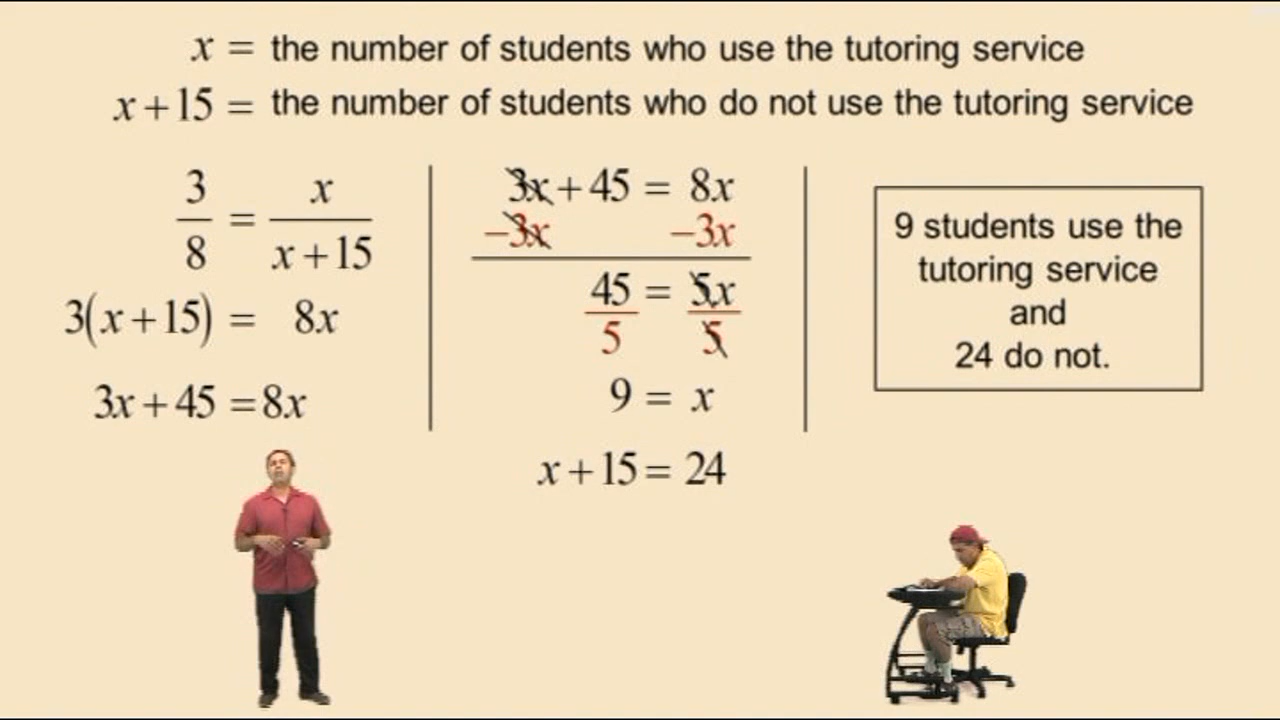 x = the number of students who use the tutoring service
x + 15 = the number of students who do not use the tutoring service
3/8 = x/(x + 15)
3(x + 15) = 8x
3x + 45 = 8x
3x + 45 = 8x
−3x −3x
45/5 = 5x/5
9 = x
x + 15 = 24
9 students use the
tutoring service
and
24 do not.